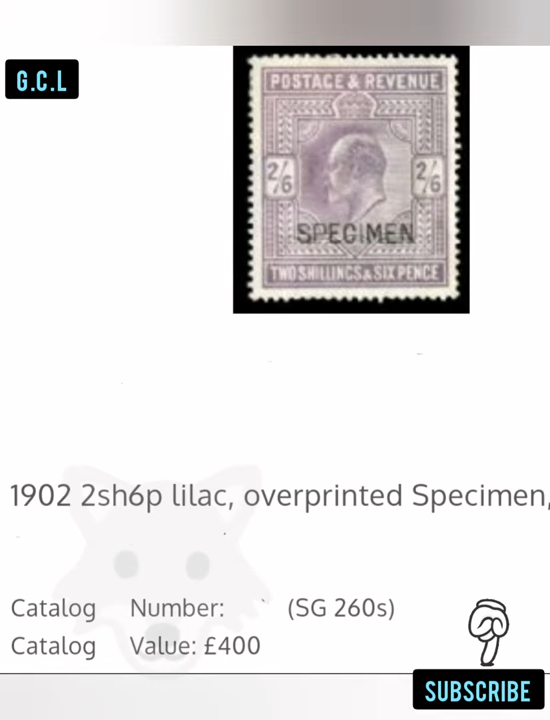 G.C.L
POSTAGE & REVENUE
2/6 2/6
SPECIMEN
TWO SHILLINGS & SIX PENCE
1902 2sh6p lilac, overprinted Specimen,
Catalog Number: (SG 260s)
Catalog Value: £400
SUBSCRIBE